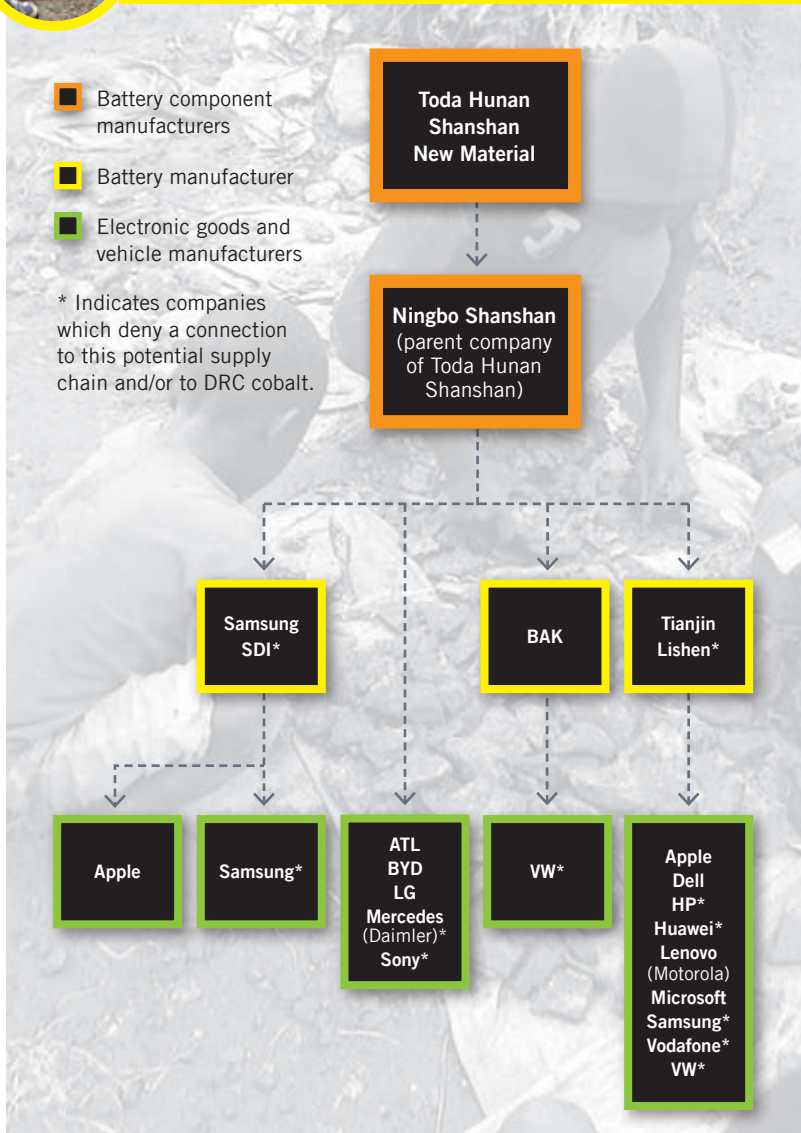 Battery component
manufacturers
Battery manufacturer
Electronic goods and
vehicle manufacturers
* Indicates companies
which deny a connection
to this potential supply
chain and/or to DRC cobalt.
Toda Hunan
Shanshan
New Material
Ningbo Shanshan
(parent company
of Toda Hunan
Shanshan)
Samsung
SDI*
BAK
Tianjin
Lishen*
Apple
Samsung*
ATL
BYD
LG
Mercedes
(Daimler)*
Sony*
VW*
Apple
Dell
HP*
Huawei*
Lenovo
(Motorola)
Microsoft
Samsung*
Vodafone*
VW*